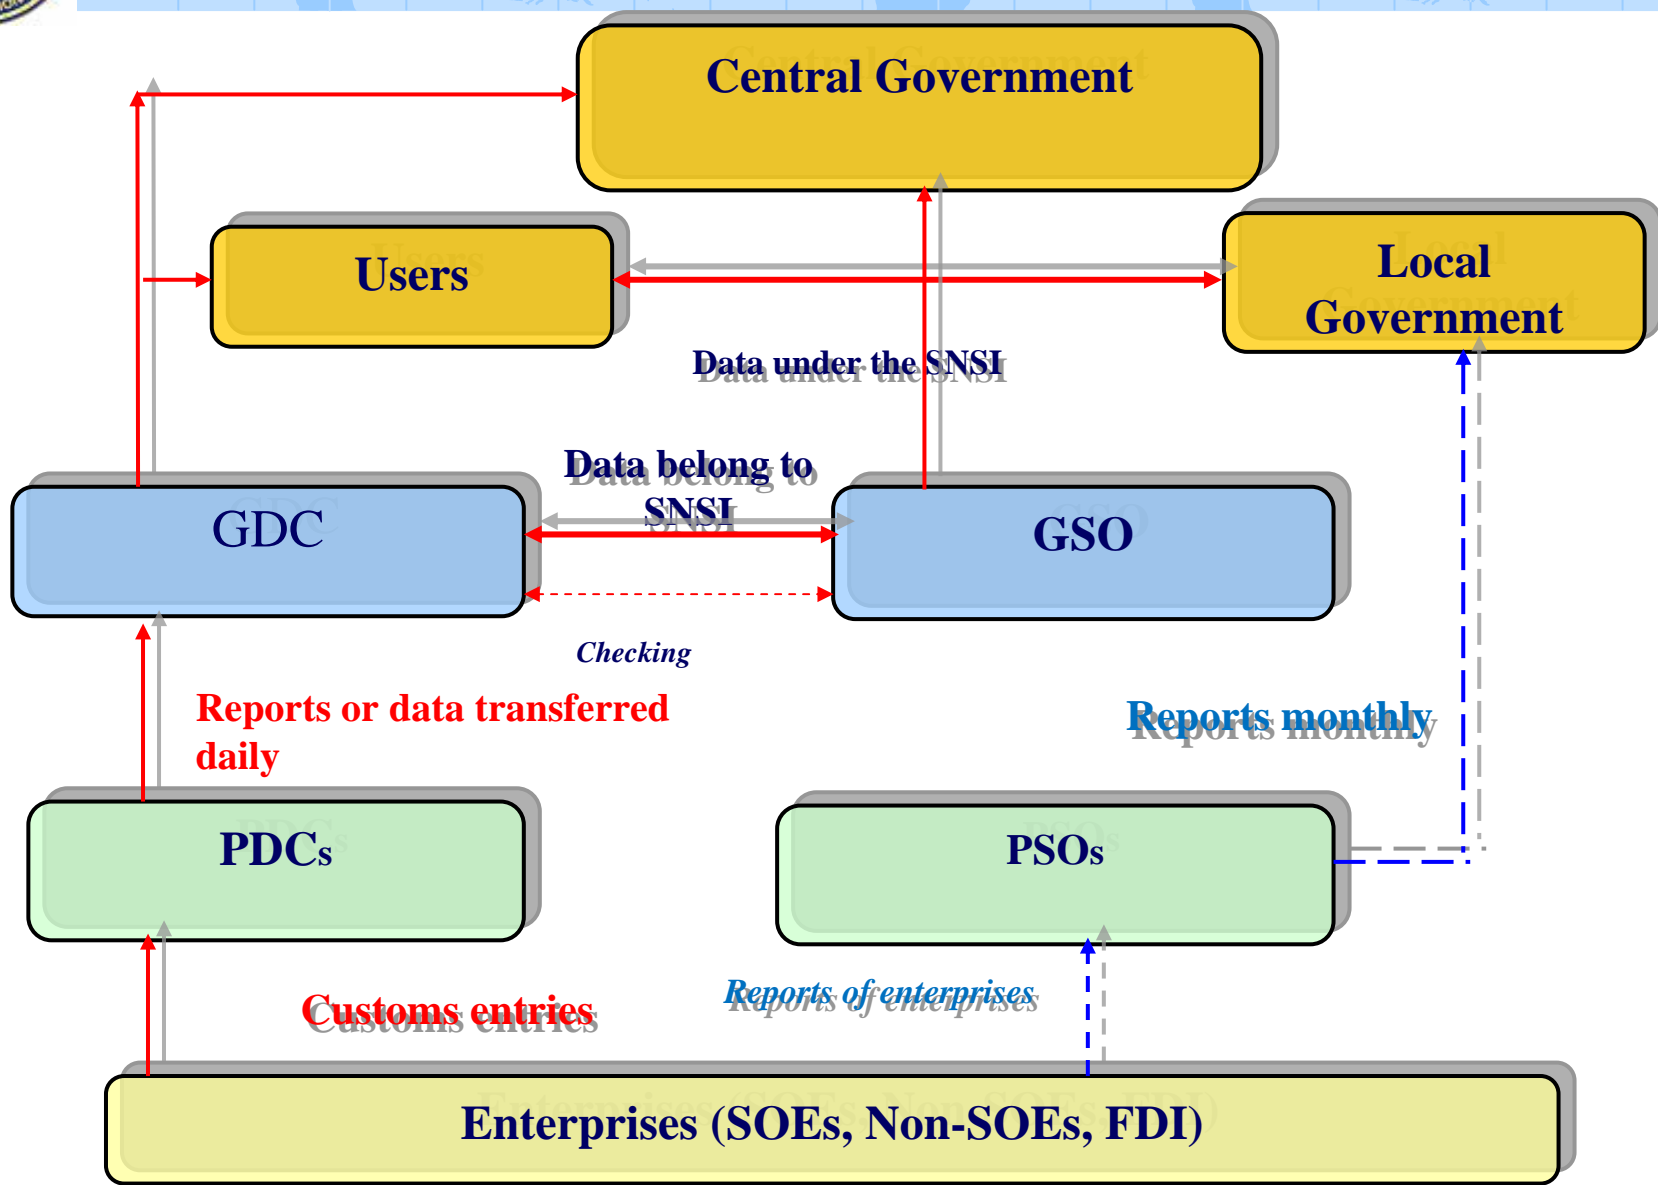 Central Government
Users
Local
Government
Data under the SNSI
Data belong to
SNSI
GDC
GSO
Checking
Reports or data transferred
daily
Reports monthly
PDCs
PSOs
Customs entries
Reports of enterprises
Enterprises (SOEs, Non-SOEs, FDI)